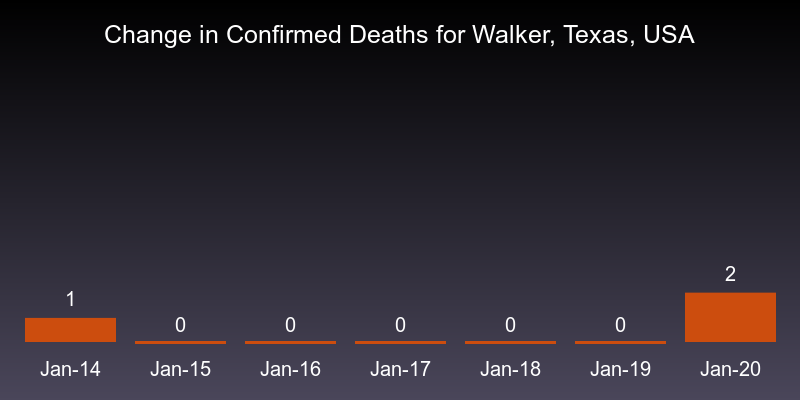 Change in Confirmed Deaths for Walker, Texas, USA
1 0 0 0 0 0 2
Jan-14 Jan-15 Jan-16 Jan-17 Jan-18 Jan-19 Jan-20